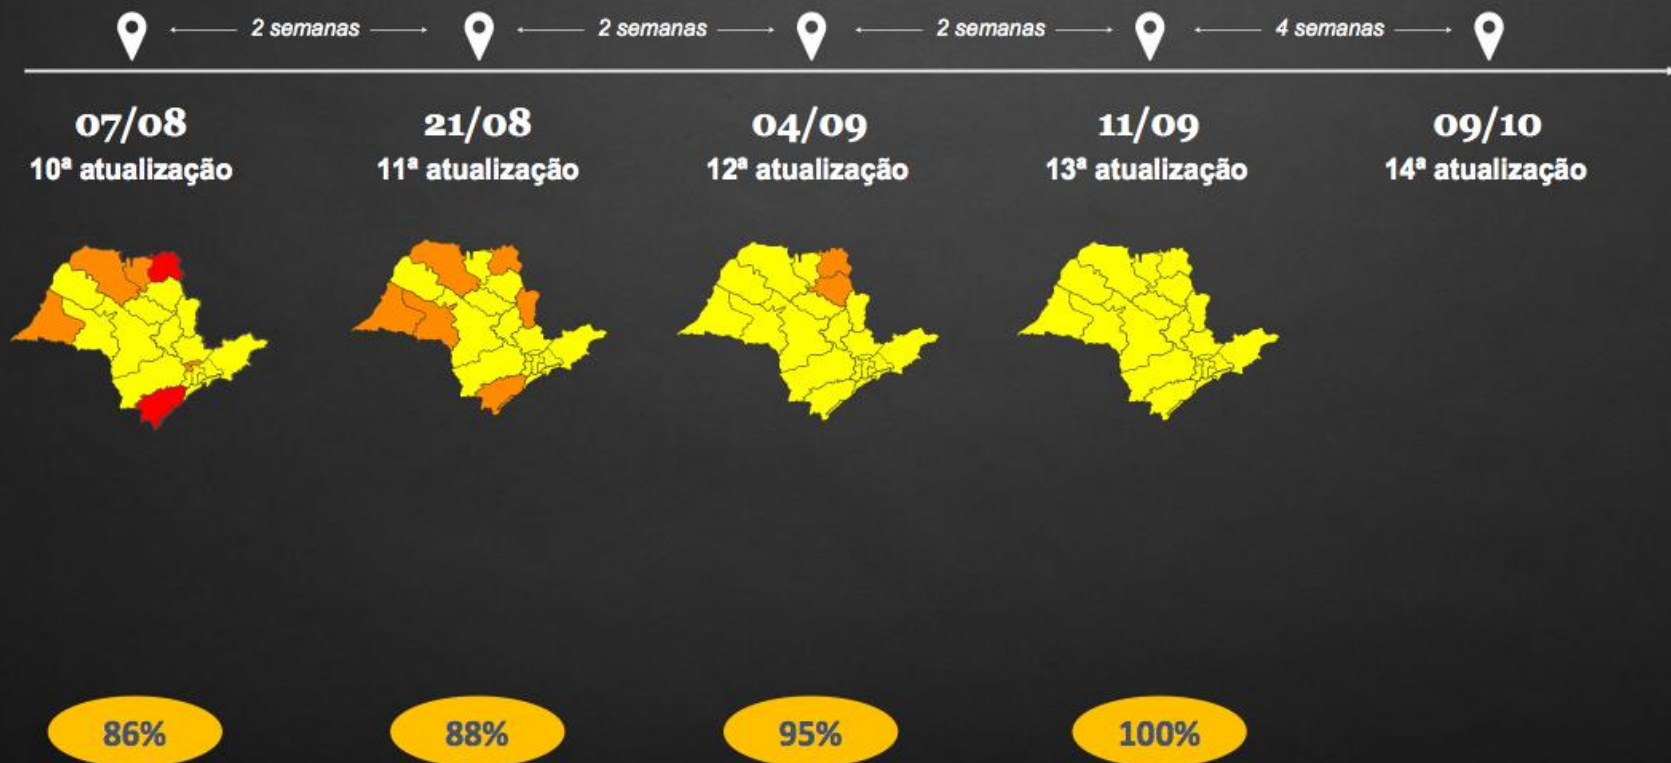 2 semanas
2 semanas
2 semanas
4 semanas
07/08
10ª atualização
21/08
11ª atualização
04/09
12ª atualização
11/09
13ª atualização
09/10
14ª atualização
86%
88%
95%
100%